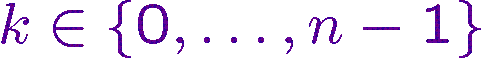 k ∈ {0, . . . , n − 1}